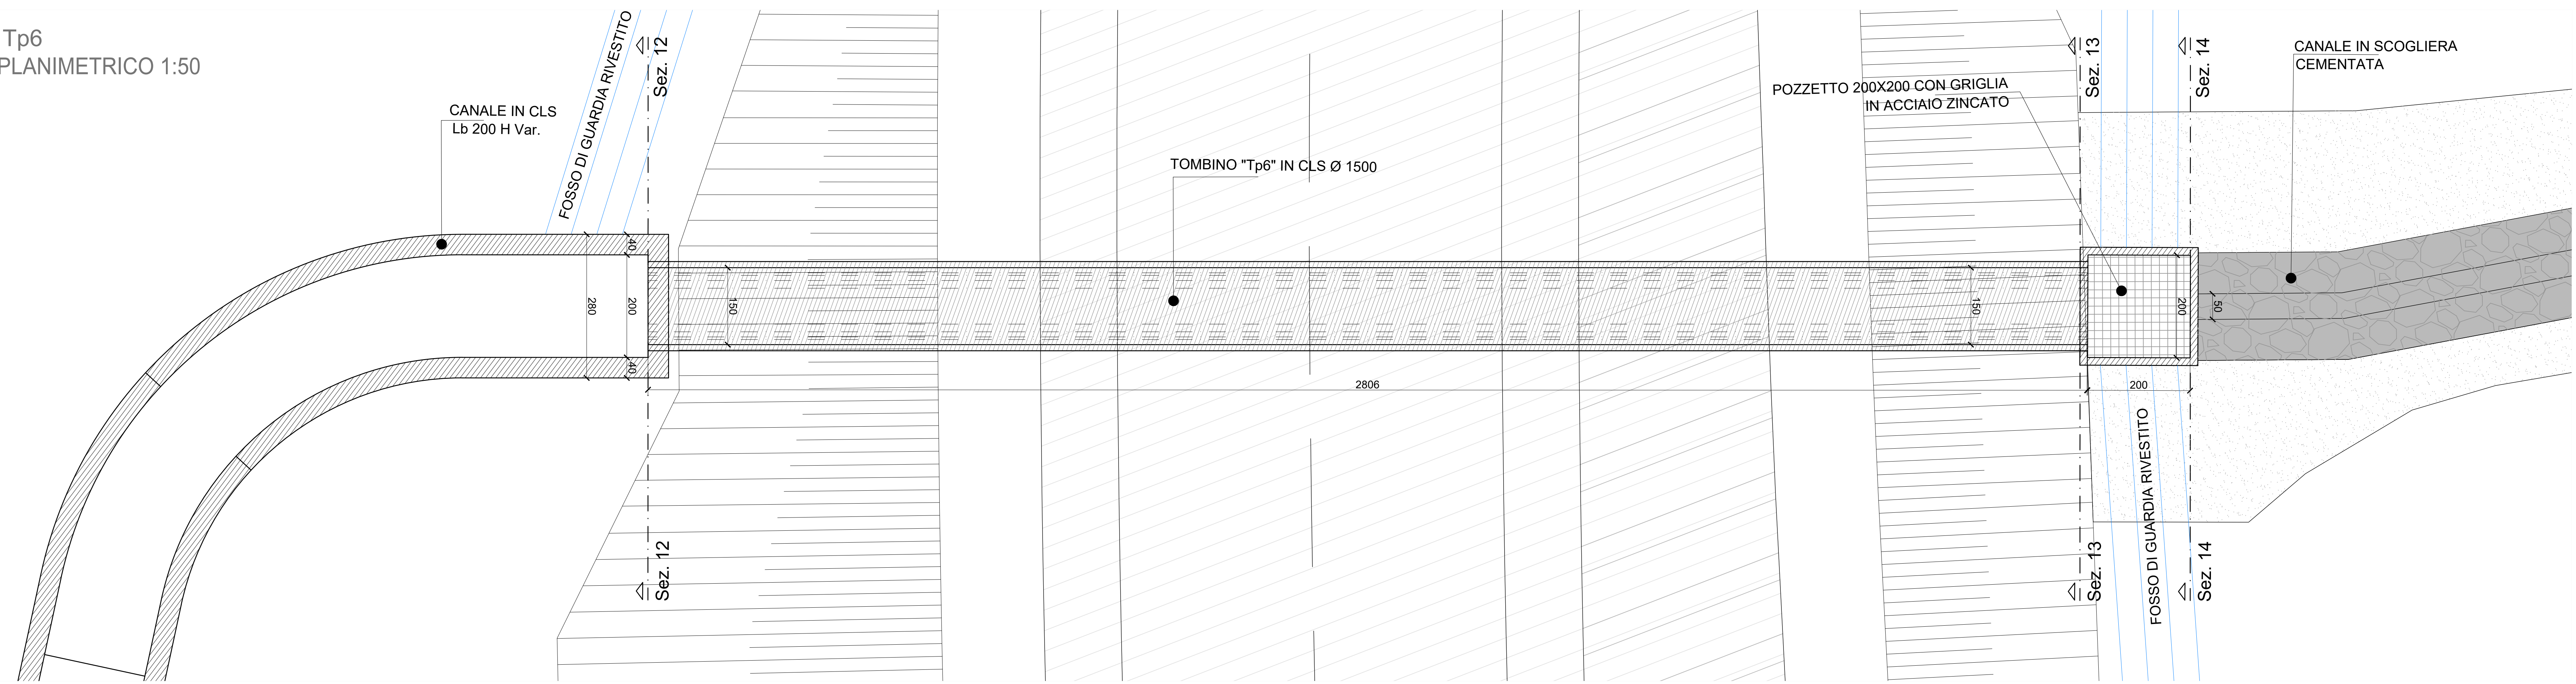 Tp6
PLANIMETRICO 1:50
CANALE IN CLS
Lb 200 H Var.
FOSSO DI GUARDIA RIVESTITO
Sez. 12
TOMBINO "Tp6" IN CLS Ø 1500
POZZETTO 200X200 CON GRIGLIA
IN ACCIAIO ZINCATO
Sez. 13
Sez. 14
CANALE IN SCOGLIERA
CEMENTATA
40
280
200
40
150
150
200
50
2806
200
Sez. 12
Sez. 13
FOSSO DI GUARDIA RIVESTITO
Sez. 14